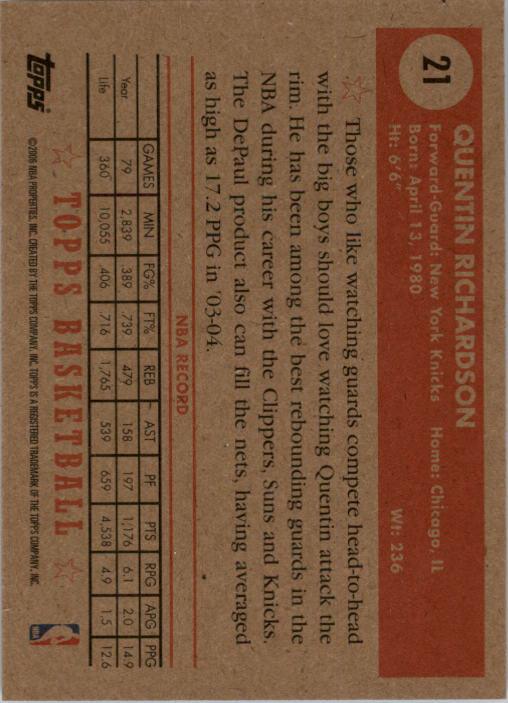 21
QUENTIN RICHARDSON
Forward-Guard: New York Knicks Home: Chicago, IL
Born: April 13, 1980
Ht: 6'6" Wt: 236
Those who like watching guards compete head-to-head
with the big boys should love watching Quentin attack the
rim. He has been among the best rebounding guards in the
NBA during his career with the Clippers, Suns and Knicks.
The DePaul product also can fill the nets, having averaged
as high as 17.2 PPG in '03-04.
NBA RECORD
GAMES MIN FG% FT% REB AST PF PTS RPG APG PPG
Year 79 2,839 .389 .739 479 158 197 1,176 6.1 2.0 14.9
Life 360 10,055 .406 .716 1,765 539 659 4,538 4.9 1.5 12.6
TOPPS BASKETBALL
topps ©2006 NBA PROPERTIES, INC. CREATED BY THE TOPPS COMPANY, INC. TOPPS IS A REGISTERED TRADEMARK OF THE TOPPS COMPANY, INC. NBA